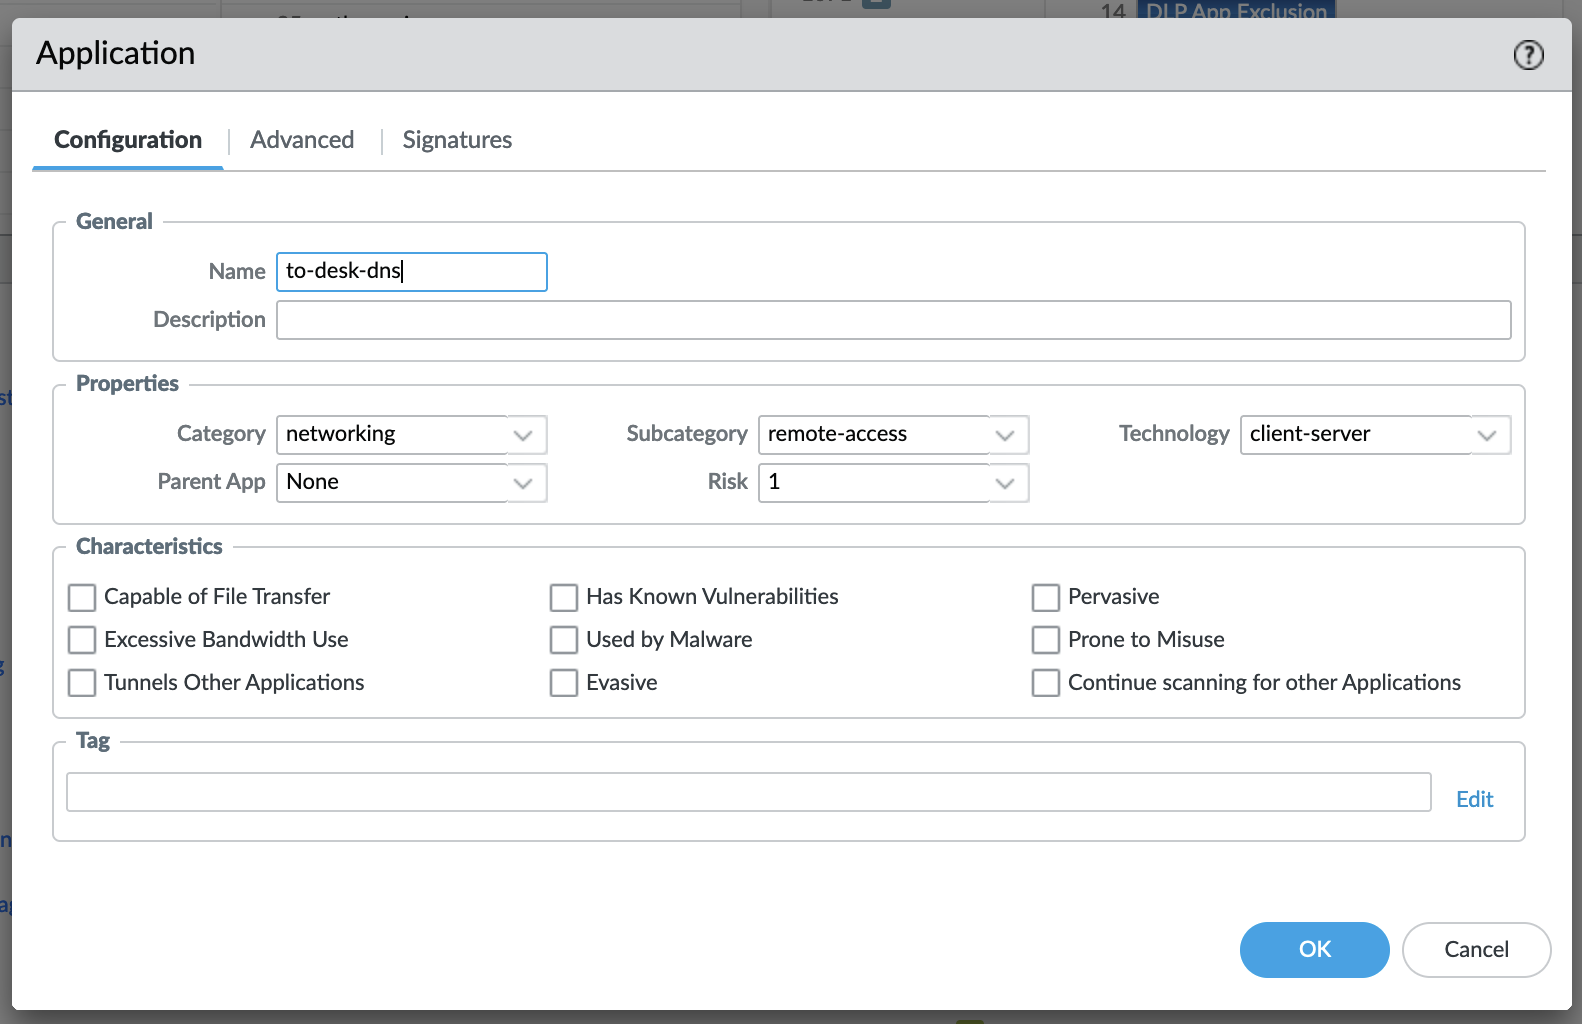 14 DLP App Exclusion
Application ?
Configuration Advanced Signatures
General
Name to-desk-dns
Description
Properties
Category networking Subcategory remote-access Technology client-server
Parent App None Risk 1
Characteristics
Capable of File Transfer Has Known Vulnerabilities Pervasive
Excessive Bandwidth Use Used by Malware Prone to Misuse
Tunnels Other Applications Evasive Continue scanning for other Applications
Tag
Edit
OK Cancel